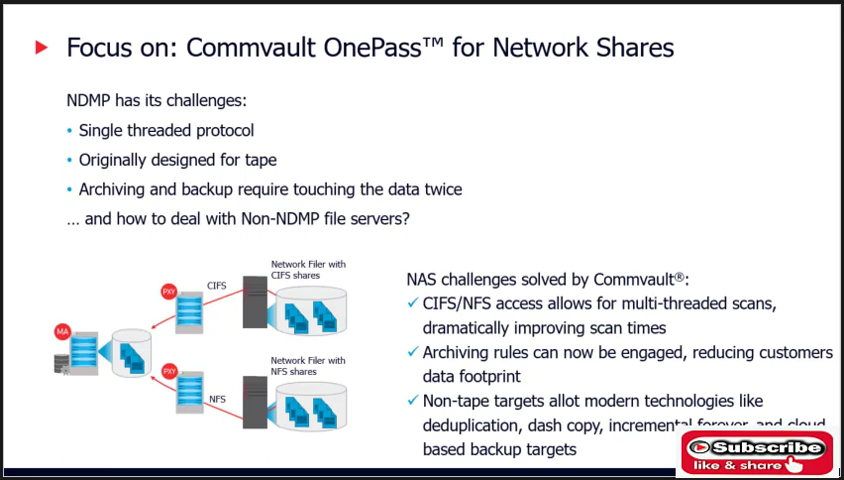 Focus on: Commvault OnePass™ for Network Shares
NDMP has its challenges:
• Single threaded protocol
• Originally designed for tape
• Archiving and backup require touching the data twice
… and how to deal with Non-NDMP file servers?
Network Filer with
CIFS shares
CIFS
PXY
MA
Network Filer with
NFS shares
PXY
NFS
NAS challenges solved by Commvault®:
✓ CIFS/NFS access allows for multi-threaded scans,
dramatically improving scan times
✓ Archiving rules can now be engaged, reducing customers
data footprint
✓ Non-tape targets allot modern technologies like
deduplication, dash copy, incremental forever, and cloud
based backup targets
Subscribe
like & share